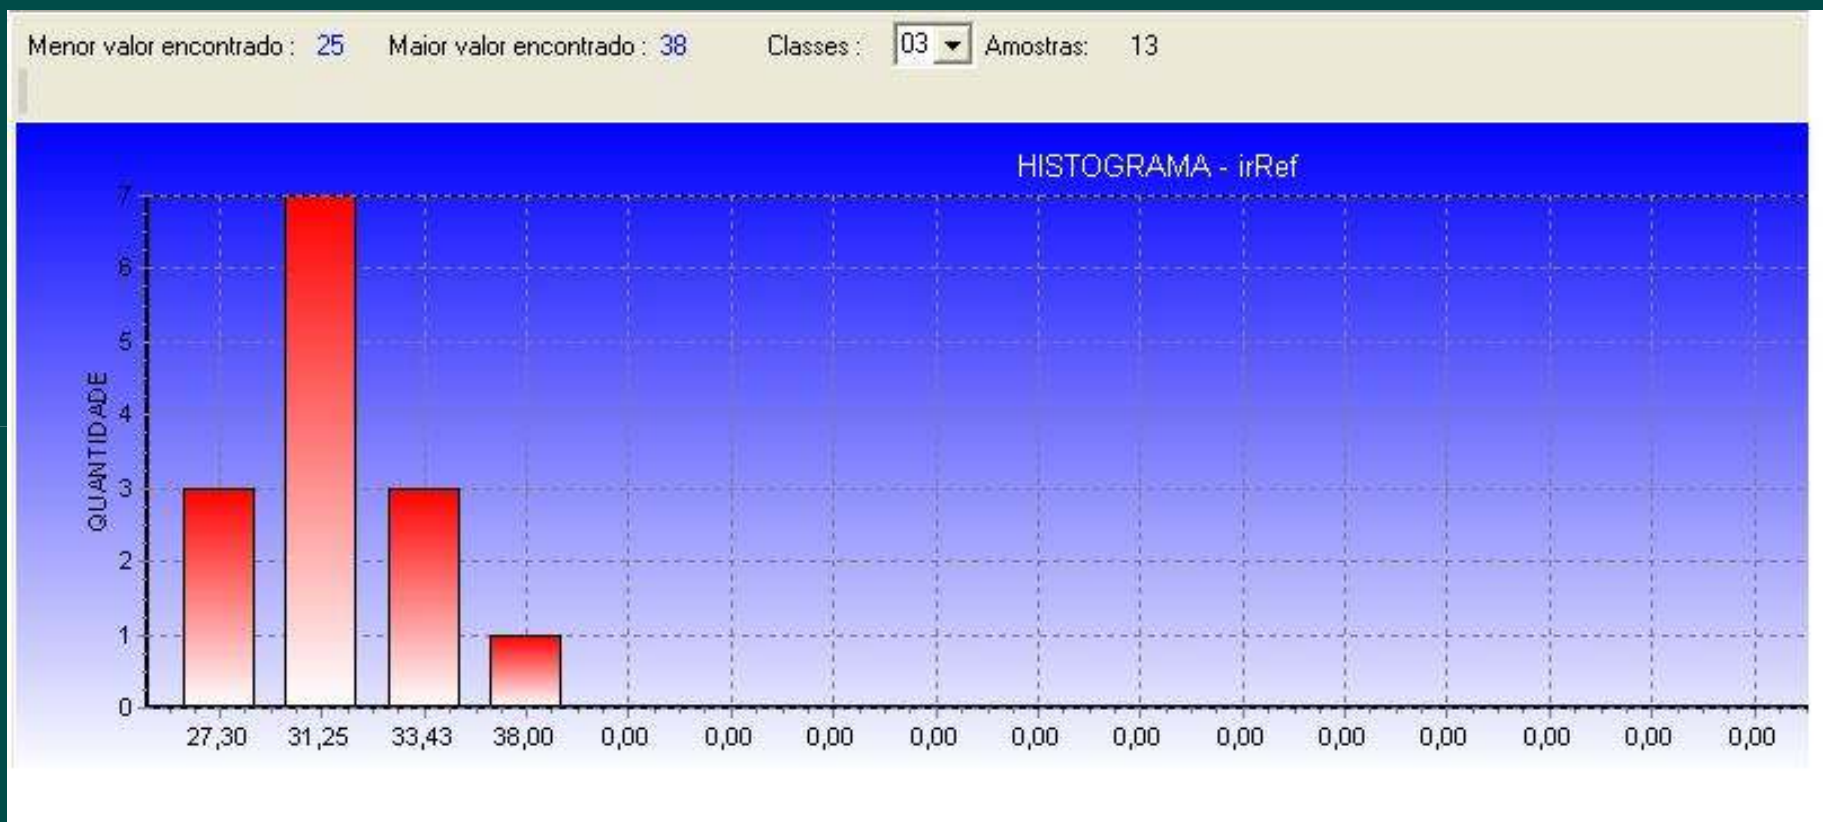 Menor valor encontrado : 25 Maior valor encontrado : 38 Classes : 03 Amostras: 13
HISTOGRAMA - irRef
7
6
5
4
3
2
1
0
QUANTIDADE
27,30 31,25 33,43 38,00 0,00 0,00 0,00 0,00 0,00 0,00 0,00 0,00 0,00 0,00 0,00 0,00